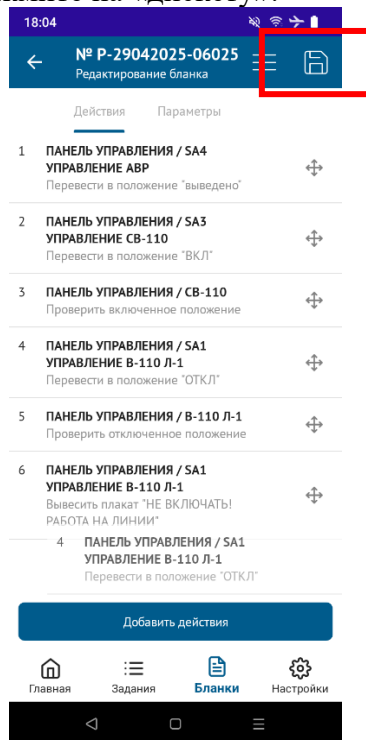 18:04
№ Р-29042025-06025
Редактирование бланка
Действия Параметры
1 ПАНЕЛЬ УПРАВЛЕНИЯ / SA4
УПРАВЛЕНИЕ АВР
Перевести в положение "выведено"
2 ПАНЕЛЬ УПРАВЛЕНИЯ / SA3
УПРАВЛЕНИЕ СВ-110
Перевести в положение "ВКЛ"
3 ПАНЕЛЬ УПРАВЛЕНИЯ / СВ-110
Проверить включенное положение
4 ПАНЕЛЬ УПРАВЛЕНИЯ / SA1
УПРАВЛЕНИЕ В-110 Л-1
Перевести в положение "ОТКЛ"
5 ПАНЕЛЬ УПРАВЛЕНИЯ / В-110 Л-1
Проверить отключенное положение
6 ПАНЕЛЬ УПРАВЛЕНИЯ / SA1
УПРАВЛЕНИЕ В-110 Л-1
Вывесить плакат "НЕ ВКЛЮЧАТЬ!
РАБОТА НА ЛИНИИ"
4 ПАНЕЛЬ УПРАВЛЕНИЯ / SA1
УПРАВЛЕНИЕ В-110 Л-1
Перевести в положение "ОТКЛ"
Добавить действия
Главная Задания Бланки Настройки